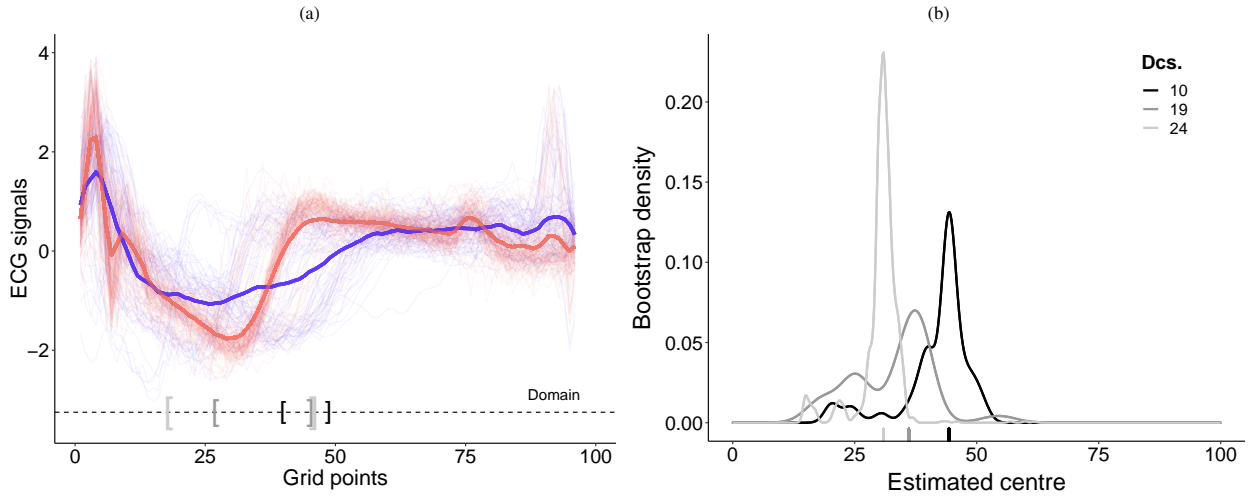 (a)
ECG signals
4
2
0
−2
[ [ [ ] ] ]
Domain
0 25 50 75 100
Grid points
(b)
Bootstrap density
0.20
0.15
0.10
0.05
0.00
Dcs.
10
19
24
0 25 50 75 100
Estimated centre